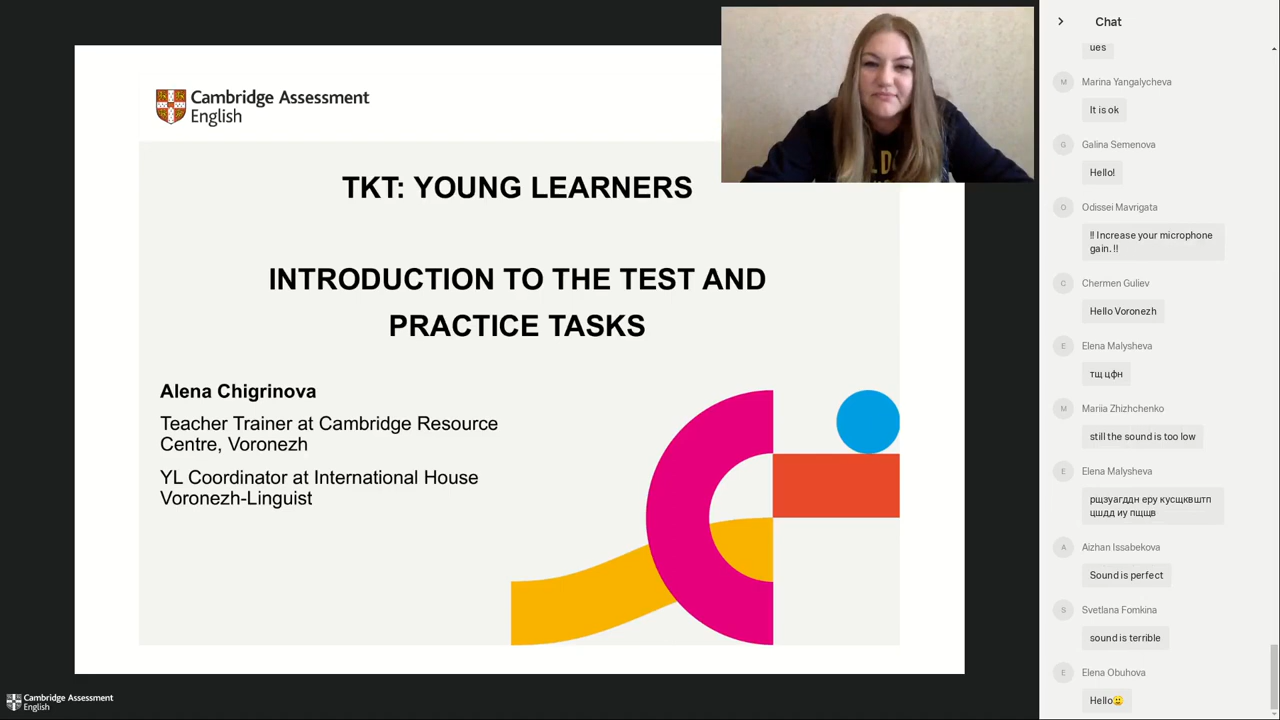 Cambridge Assessment
English
TKT: YOUNG LEARNERS
INTRODUCTION TO THE TEST AND
PRACTICE TASKS
Alena Chigrinova
Teacher Trainer at Cambridge Resource
Centre, Voronezh
YL Coordinator at International House
Voronezh-Linguist
Cambridge Assessment
English
Chat
ues
M
Marina Yangalycheva
It is ok
G
Galina Semenova
Hello!
O
Odissei Mavrigata
!! Increase your microphone
gain. !!
C
Chermen Guliev
Hello Voronezh
E
Elena Malysheva
тщ цфн
M
Mariia Zhizhchenko
still the sound is too low
E
Elena Malysheva
рщзуагддн еру кусщквштп
цшдд иу пщщв
A
Aizhan Issabekova
Sound is perfect
S
Svetlana Fomkina
sound is terrible
E
Elena Obuhova
Hello🙂